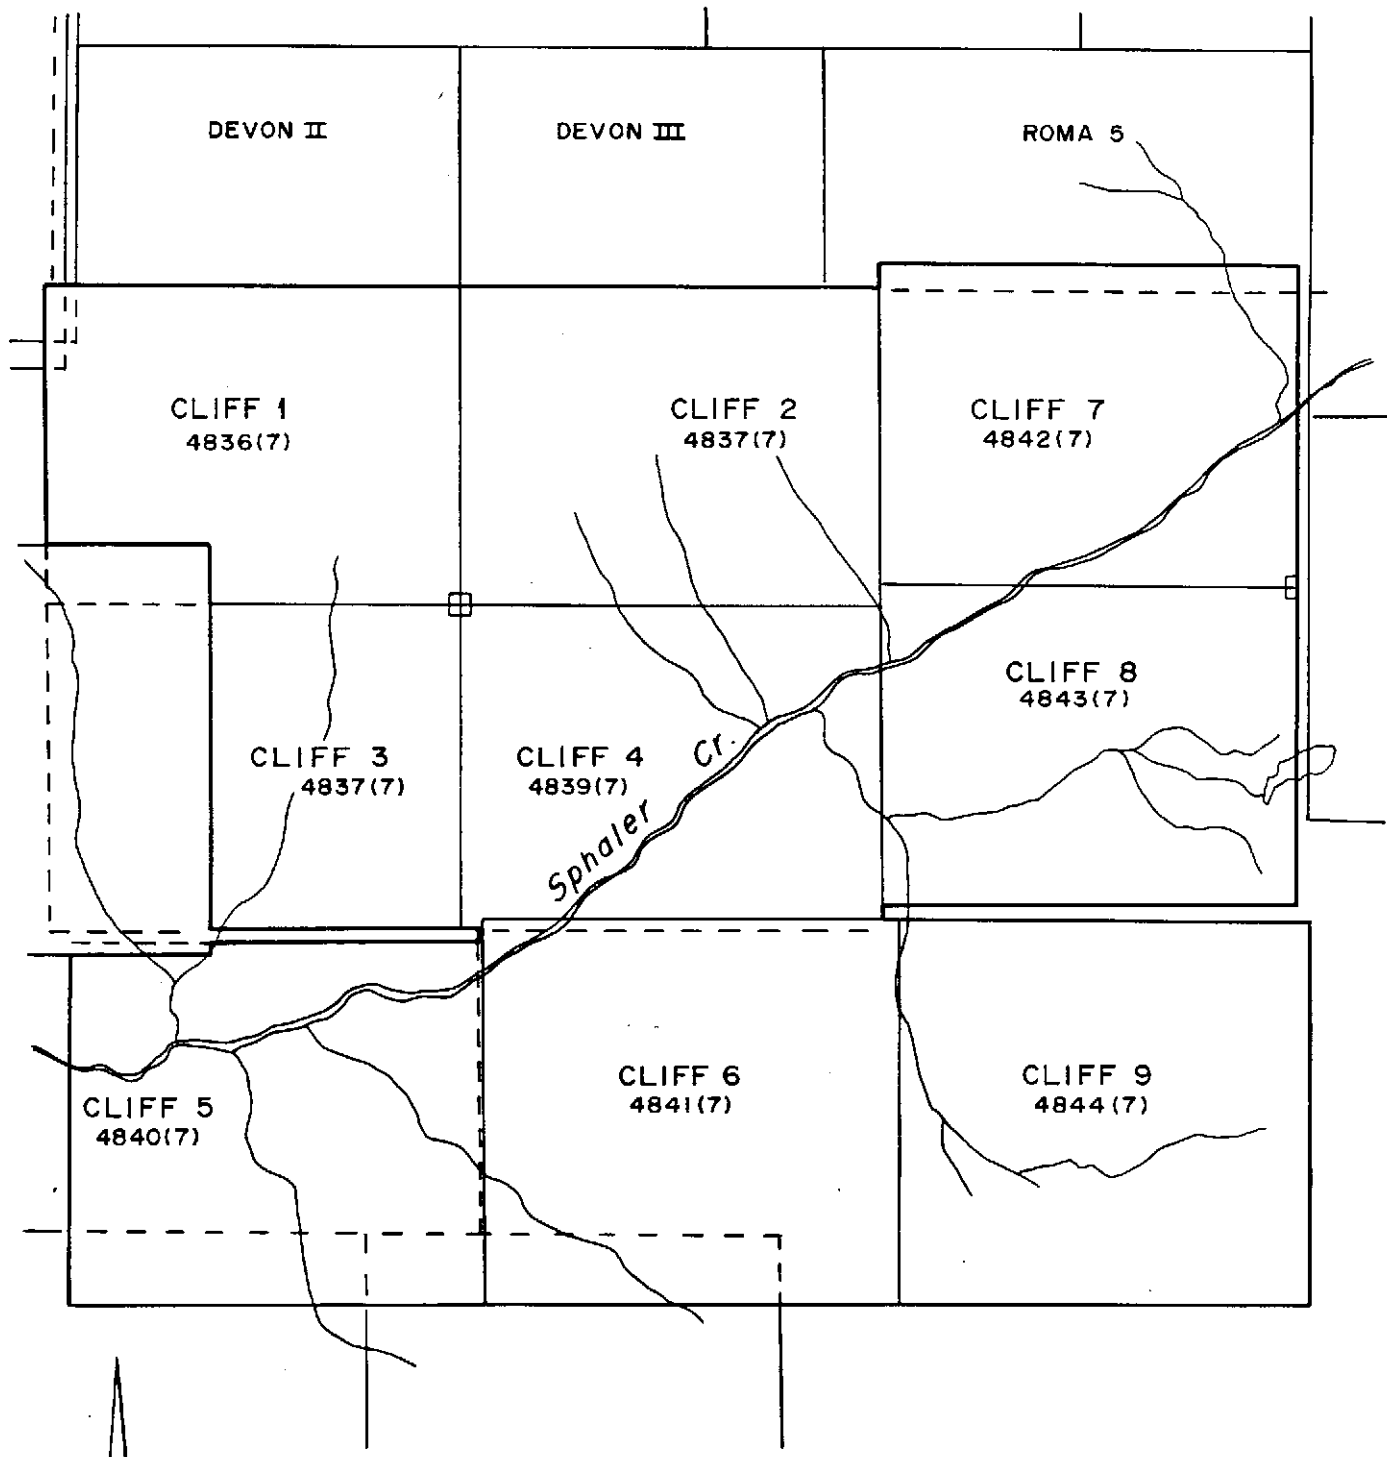 DEVON II
DEVON III
ROMA 5
CLIFF 1
4836(7)
CLIFF 2
4837(7)
CLIFF 7
4842(7)
CLIFF 3
4837(7)
CLIFF 4
4839(7)
CLIFF 8
4843(7)
Sphaler Cr.
CLIFF 5
4840(7)
CLIFF 6
4841(7)
CLIFF 9
4844(7)